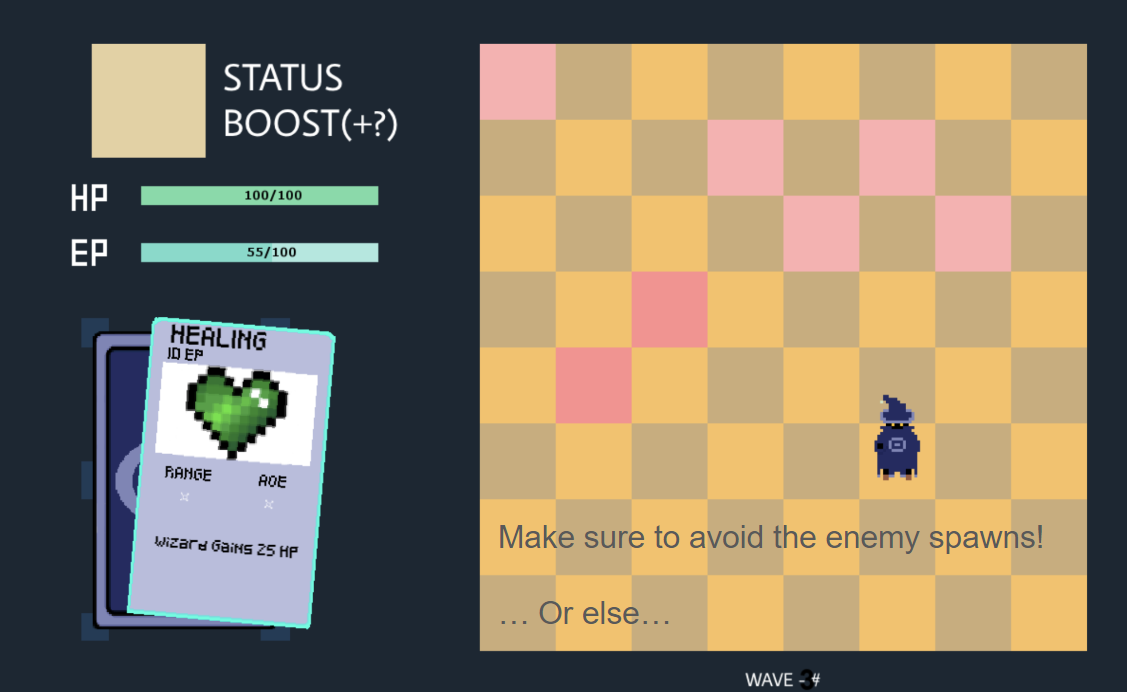 STATUS
BOOST(+?)
HP
100/100
EP
55/100
HEALING
10 EP
RANGE
AOE
Wizard Gains 25 HP
Make sure to avoid the enemy spawns!
… Or else…
WAVE -3#